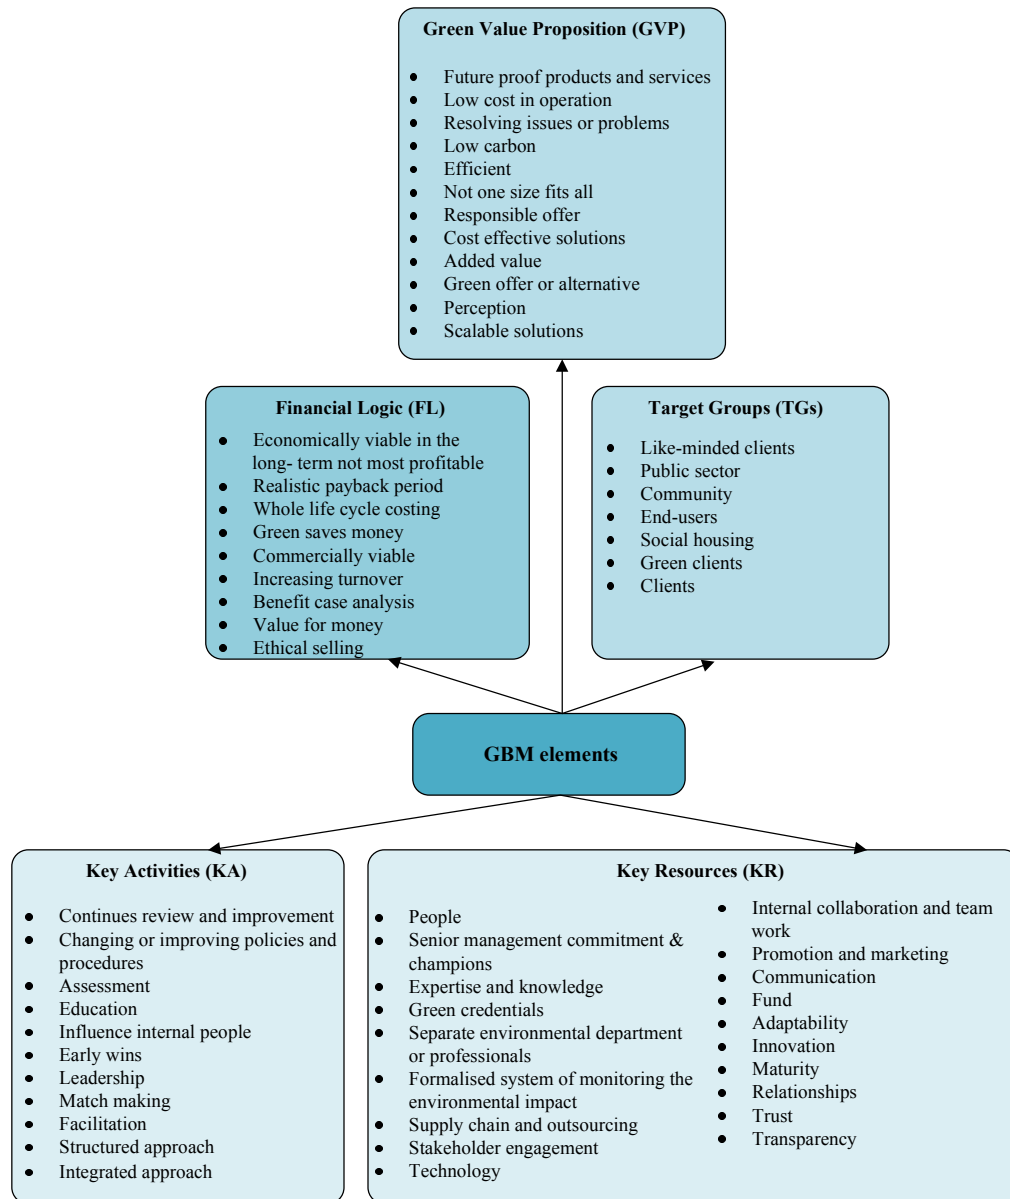 Green Value Proposition (GVP)
• Future proof products and services
• Low cost in operation
• Resolving issues or problems
• Low carbon
• Efficient
• Not one size fits all
• Responsible offer
• Cost effective solutions
• Added value
• Green offer or alternative
• Perception
• Scalable solutions
Financial Logic (FL)
• Economically viable in the
long- term not most profitable
• Realistic payback period
• Whole life cycle costing
• Green saves money
• Commercially viable
• Increasing turnover
• Benefit case analysis
• Value for money
• Ethical selling
Target Groups (TGs)
• Like-minded clients
• Public sector
• Community
• End-users
• Social housing
• Green clients
• Clients
GBM elements
Key Activities (KA)
• Continues review and improvement
• Changing or improving policies and
procedures
• Assessment
• Education
• Influence internal people
• Early wins
• Leadership
• Match making
• Facilitation
• Structured approach
• Integrated approach
Key Resources (KR)
• People
• Senior management commitment &
champions
• Expertise and knowledge
• Green credentials
• Separate environmental department
or professionals
• Formalised system of monitoring the
environmental impact
• Supply chain and outsourcing
• Stakeholder engagement
• Technology
• Internal collaboration and team
work
• Promotion and marketing
• Communication
• Fund
• Adaptability
• Innovation
• Maturity
• Relationships
• Trust
• Transparency